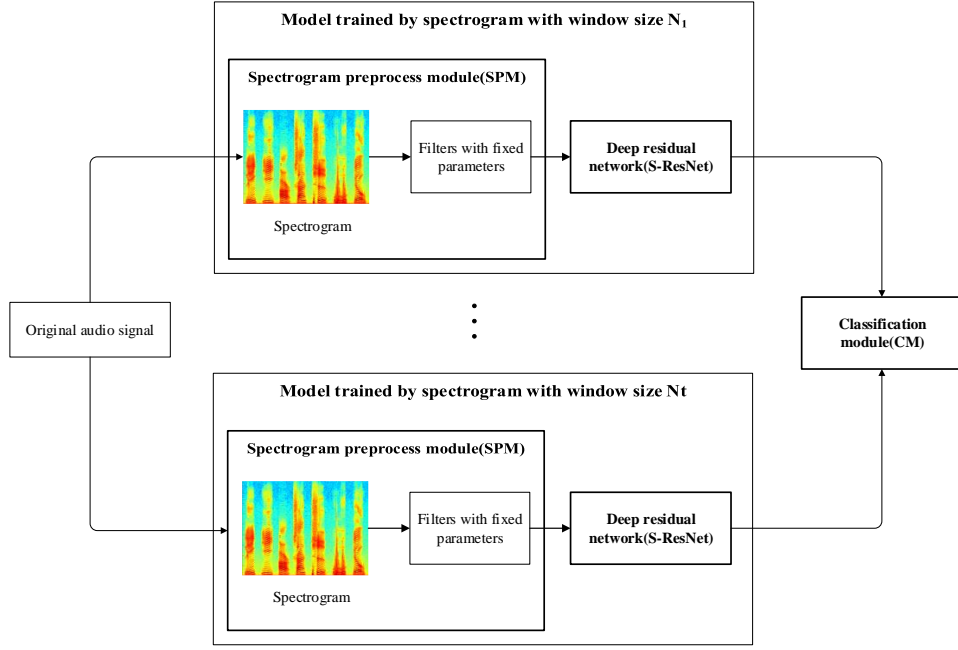 Model trained by spectrogram with window size N₁
Spectrogram preprocess module(SPM)
Filters with fixed
parameters
Deep residual
network(S-ResNet)
Spectrogram
Original audio signal
Classification
module(CM)
Model trained by spectrogram with window size Nt
Spectrogram preprocess module(SPM)
Filters with fixed
parameters
Deep residual
network(S-ResNet)
Spectrogram